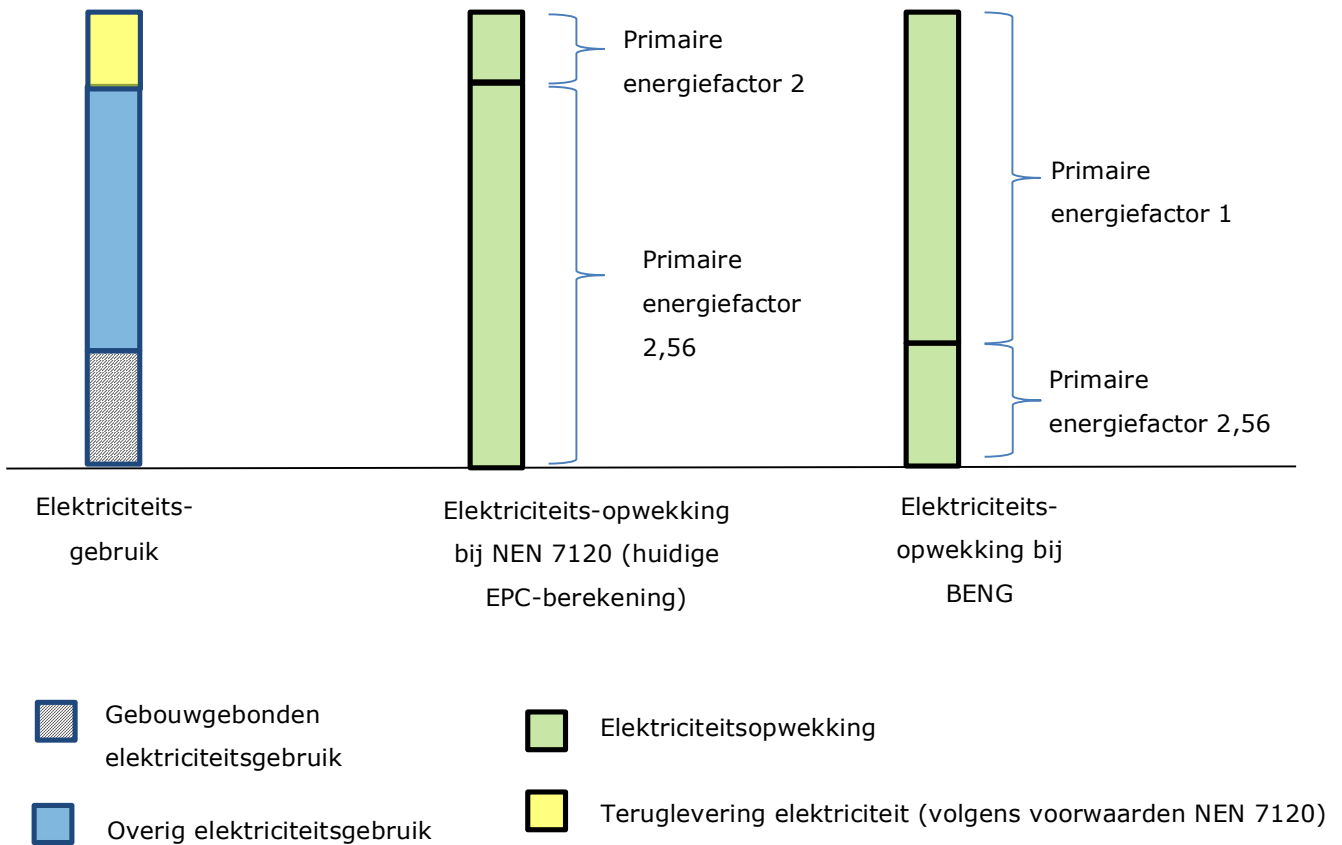 Primaire
energiefactor 2
Primaire
energiefactor
2,56
Primaire
energiefactor 1
Primaire
energiefactor 2,56
Elektriciteits-
gebruik
Elektriciteits-opwekking
bij NEN 7120 (huidige
EPC-berekening)
Elektriciteits-
opwekking bij
BENG
Gebouwgebonden
elektriciteitsgebruik
Elektriciteitsopwekking
Overig elektriciteitsgebruik
Teruglevering elektriciteit (volgens voorwaarden NEN 7120)